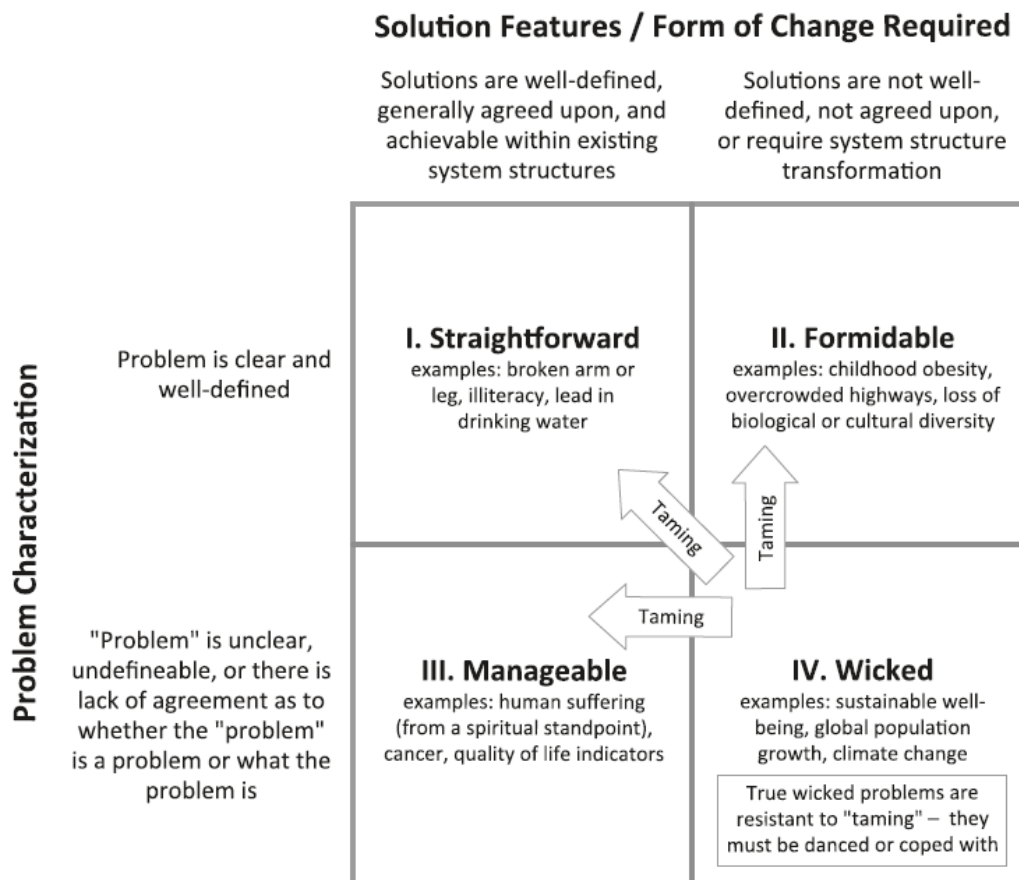 Solution Features / Form of Change Required
Solutions are well-defined,
generally agreed upon, and
achievable within existing
system structures
Solutions are not well-
defined, not agreed upon,
or require system structure
transformation
Problem Characterization
Problem is clear and
well-defined
I. Straightforward
examples: broken arm or
leg, illiteracy, lead in
drinking water
II. Formidable
examples: childhood obesity,
overcrowded highways, loss of
biological or cultural diversity
Taming
Taming
Taming
"Problem" is unclear,
undefineable, or there is
lack of agreement as to
whether the "problem"
is a problem or what the
problem is
III. Manageable
examples: human suffering
(from a spiritual standpoint),
cancer, quality of life indicators
IV. Wicked
examples: sustainable well-
being, global population
growth, climate change
True wicked problems are
resistant to "taming" – they
must be danced or coped with